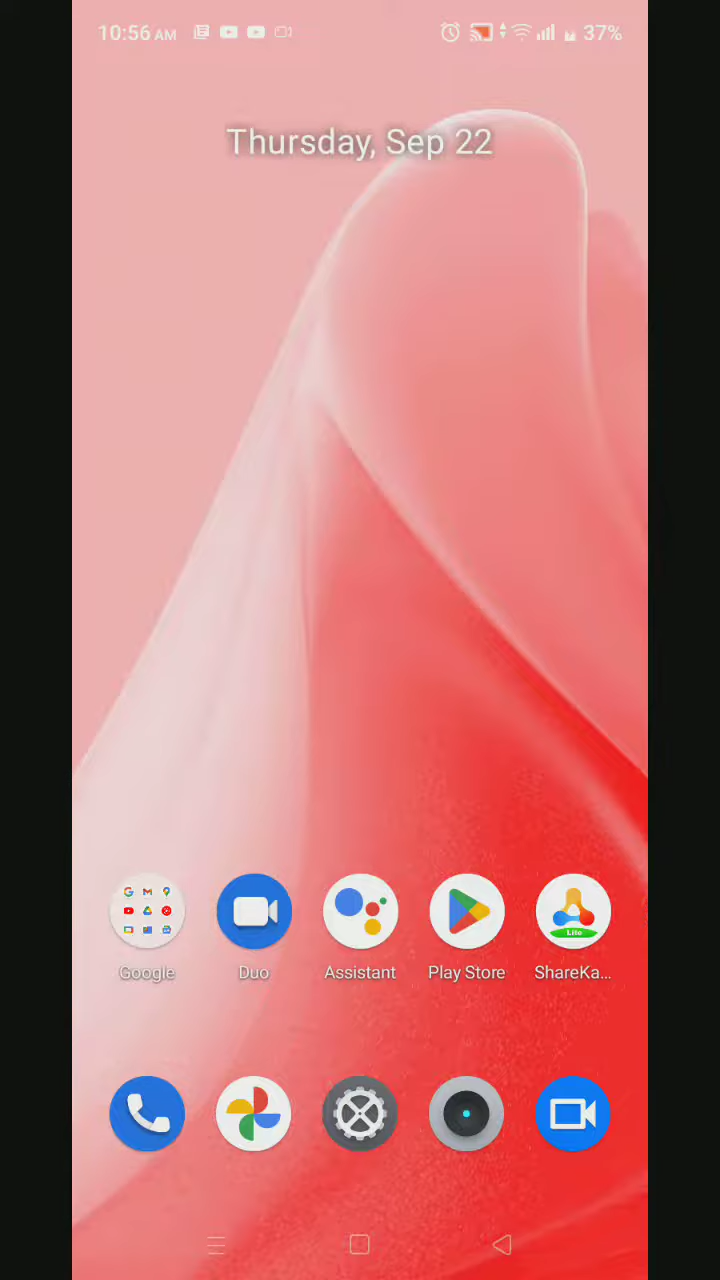 10:56 AM
37%
Thursday, Sep 22
Lite
Google
Duo
Assistant
Play Store
ShareKa...